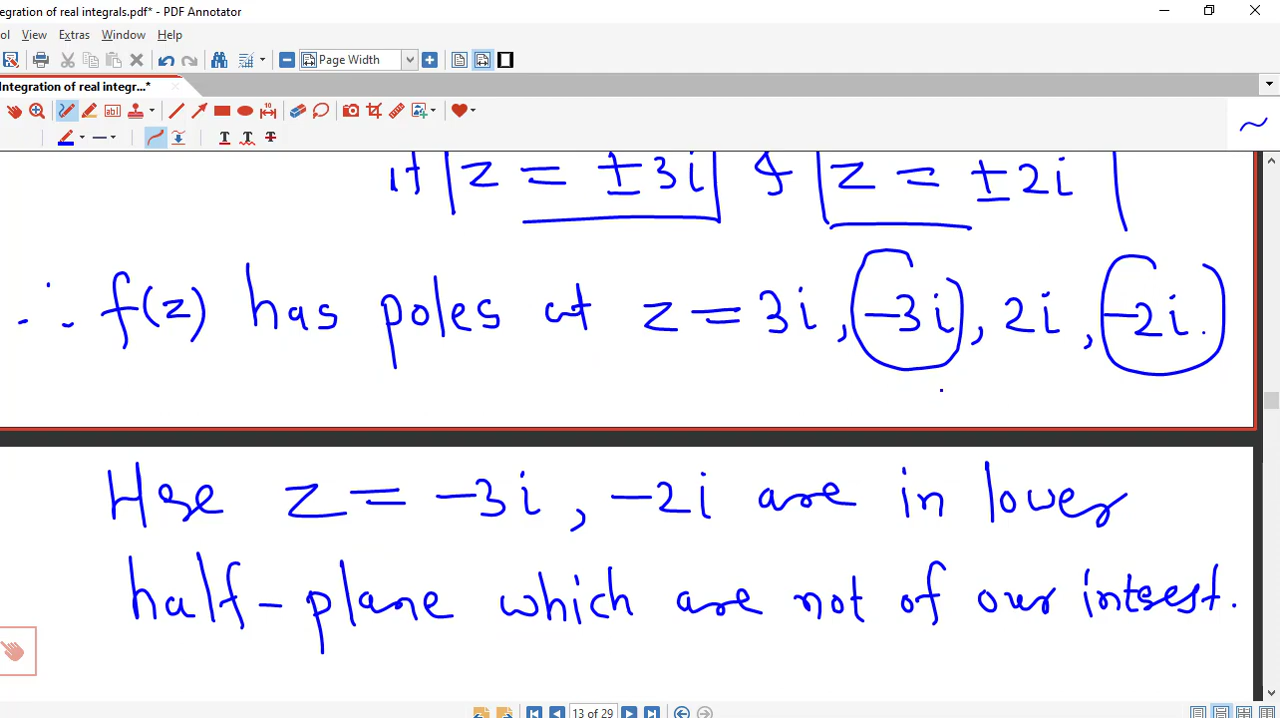 egration of real integrals.pdf* - PDF Annotator
ol View Extras Window Help
Page Width
Integration of real integr...*
if z = ±3i & z = ±2i
∴ f(z) has poles at z = 3i, -3i, 2i, -2i.
Here z = -3i, -2i are in lower
half-plane which are not of our interest.
13 of 29